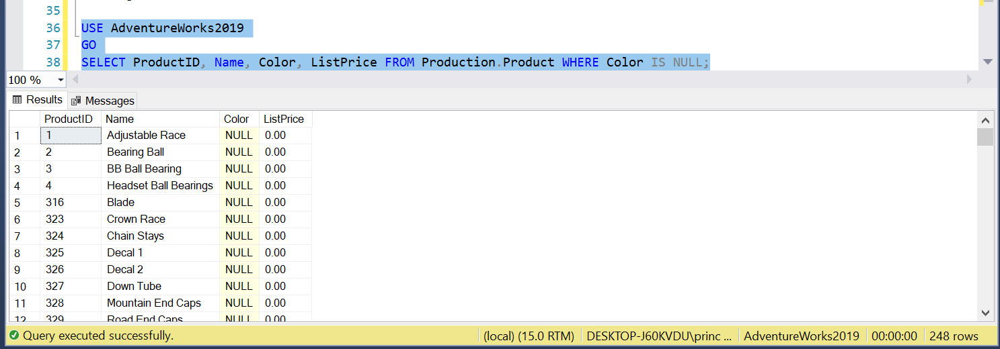 35
36 USE AdventureWorks2019
37 GO
38 SELECT ProductID, Name, Color, ListPrice FROM Production.Product WHERE Color IS NULL;
100 %
Results Messages
ProductID Name Color ListPrice
1 1 Adjustable Race NULL 0.00
2 2 Bearing Ball NULL 0.00
3 3 BB Ball Bearing NULL 0.00
4 4 Headset Ball Bearings NULL 0.00
5 316 Blade NULL 0.00
6 323 Crown Race NULL 0.00
7 324 Chain Stays NULL 0.00
8 325 Decal 1 NULL 0.00
9 326 Decal 2 NULL 0.00
10 327 Down Tube NULL 0.00
11 328 Mountain End Caps NULL 0.00
12 329 Road End Caps NULL 0.00
Query executed successfully. (local) (15.0 RTM) DESKTOP-J60KVDU\princ ... AdventureWorks2019 00:00:00 248 rows